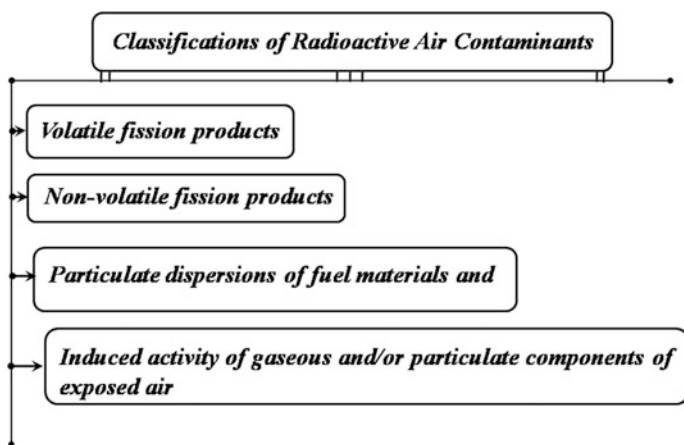 Classifications of Radioactive Air Contaminants
Volatile fission products
Non-volatile fission products
Particulate dispersions of fuel materials and
Induced activity of gaseous and/or particulate components of
exposed air